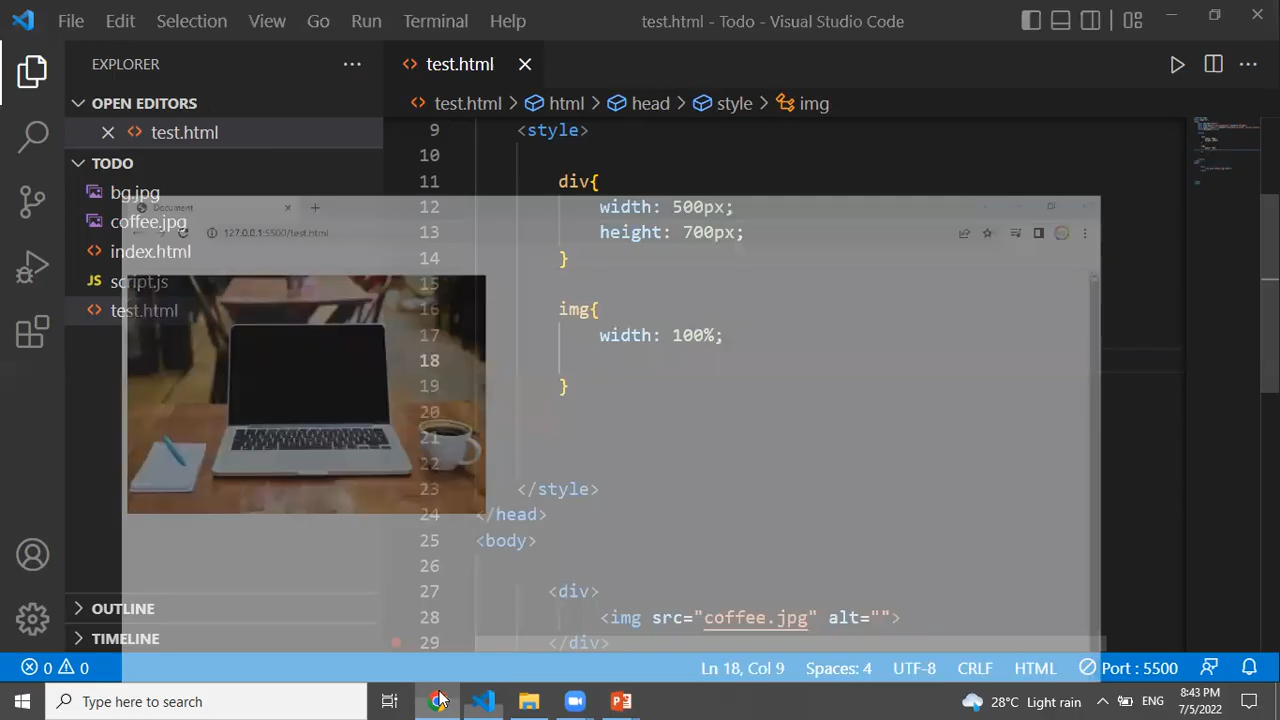 File Edit Selection View Go Run Terminal Help test.html - Todo - Visual Studio Code
EXPLORER
test.html
OPEN EDITORS
test.html
test.html > html > head > style > img
TODO
bg.jpg
coffee.jpg
index.html
JS script.js
test.html
OUTLINE
TIMELINE
Document
127.0.0.1:5500/test.html
9 <style>
10
11 div{
12 width: 500px;
13 height: 700px;
14 }
15
16 img{
17 width: 100%;
18
19 }
20
21
22
23 </style>
24 </head>
25 <body>
26
27 <div>
28 <img src="coffee.jpg" alt="">
29 </div>
0 0 Ln 18, Col 9 Spaces: 4 UTF-8 CRLF HTML Port : 5500
Type here to search 28°C Light rain ENG 8:43 PM
7/5/2022